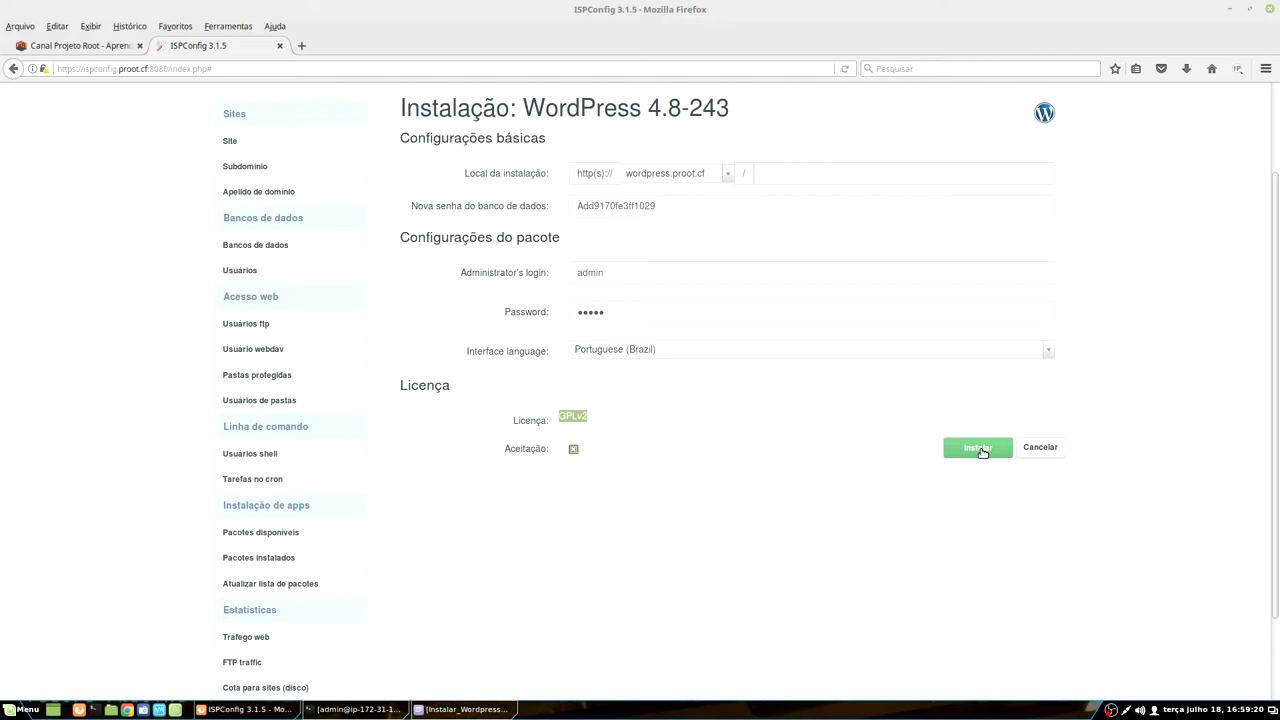 ISPConfig 3.1.5 - Mozilla Firefox
Arquivo Editar Exibir Histórico Favoritos Ferramentas Ajuda
Canal Projeto Root - Apren ISPConfig 3.1.5
https://ispconfig.proot.cf:8080/index.php# Pesquisar
Instalação: WordPress 4.8-243
Configurações básicas
Local da instalação: http(s):// wordpress.proot.cf /
Nova senha do banco de dados: Add9170fe3ff1029
Configurações do pacote
Administrator's login: admin
Password: •••••
Interface language: Portuguese (Brazil)
Licença
Licença: GPLv2
Aceitação:
Instalar Cancelar
Sites
Site
Subdomínio
Apelido de domínio
Bancos de dados
Bancos de dados
Usuários
Acesso web
Usuários ftp
Usuário webdav
Pastas protegidas
Usuários de pastas
Linha de comando
Usuários shell
Tarefas no cron
Instalação de apps
Pacotes disponíveis
Pacotes instalados
Atualizar lista de pacotes
Estatísticas
Tráfego web
FTP traffic
Cota para sites (disco)
Menu ISPConfig 3.1.5 - Mo... [admin@ip-172-31-1... [Instalar_Wordpress... terça julho 18, 16:59:20